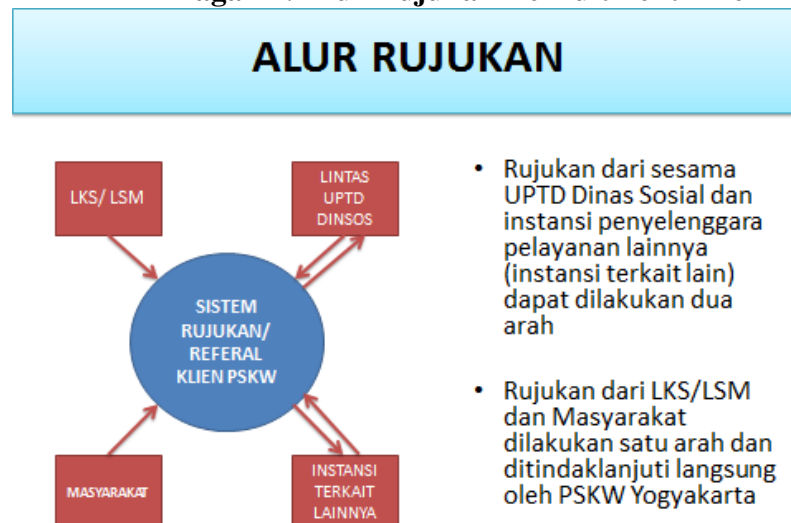 ALUR RUJUKAN
LKS/ LSM
LINTAS
UPTD
DINSOS
SISTEM
RUJUKAN/
REFERAL
KLIEN PSKW
MASYARAKAT
INSTANSI
TERKAIT
LAINNYA
• Rujukan dari sesama
UPTD Dinas Sosial dan
instansi penyelenggara
pelayanan lainnya
(instansi terkait lain)
dapat dilakukan dua
arah
• Rujukan dari LKS/LSM
dan Masyarakat
dilakukan satu arah dan
ditindaklanjuti langsung
oleh PSKW Yogyakarta